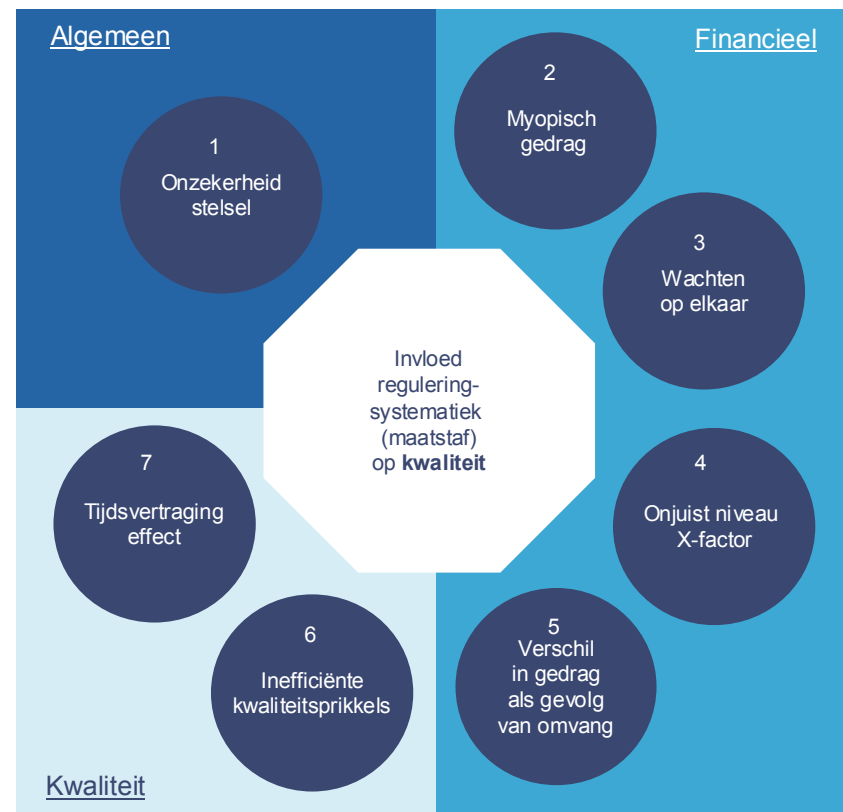 Algemeen
Financieel
1
Onzekerheid
stelsel
2
Myopisch
gedrag
3
Wachten
op elkaar
Invloed
regulering-
systematiek
(maatstaf)
op kwaliteit
4
Onjuist niveau
X-factor
5
Verschil
in gedrag
als gevolg
van omvang
6
Inefficiënte
kwaliteitsprikkels
7
Tijdsvertraging
effect
Kwaliteit